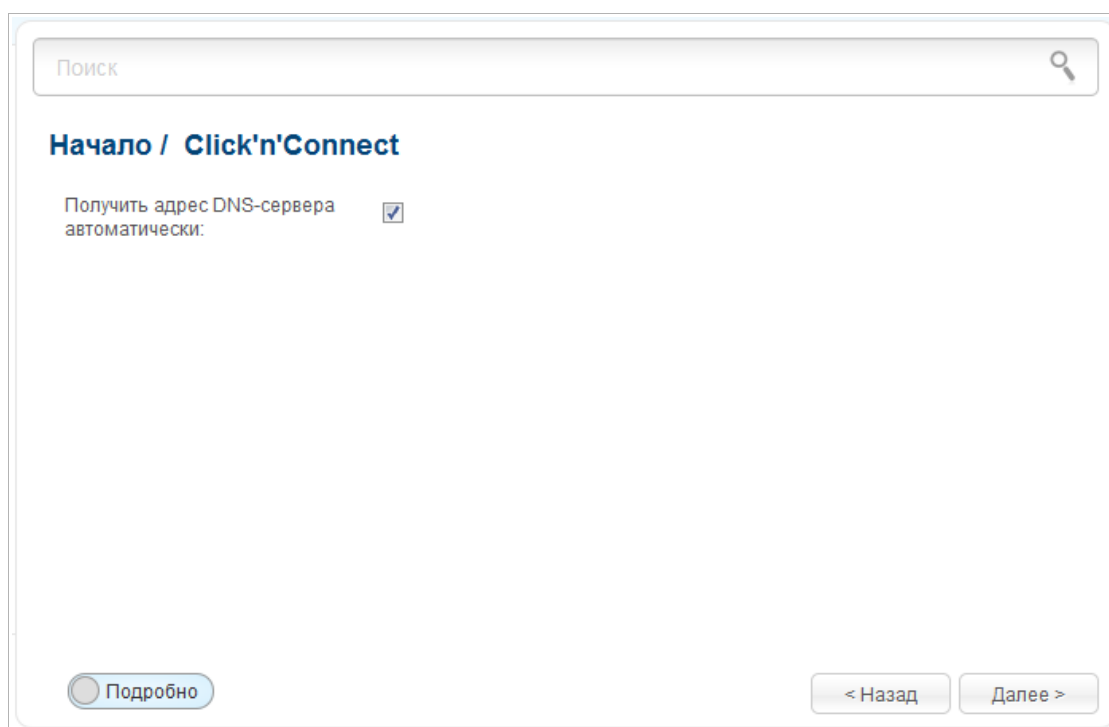 Поиск
Начало / Click'n'Connect
Получить адрес DNS-сервера
автоматически:
Подробно
< Назад
Далее >